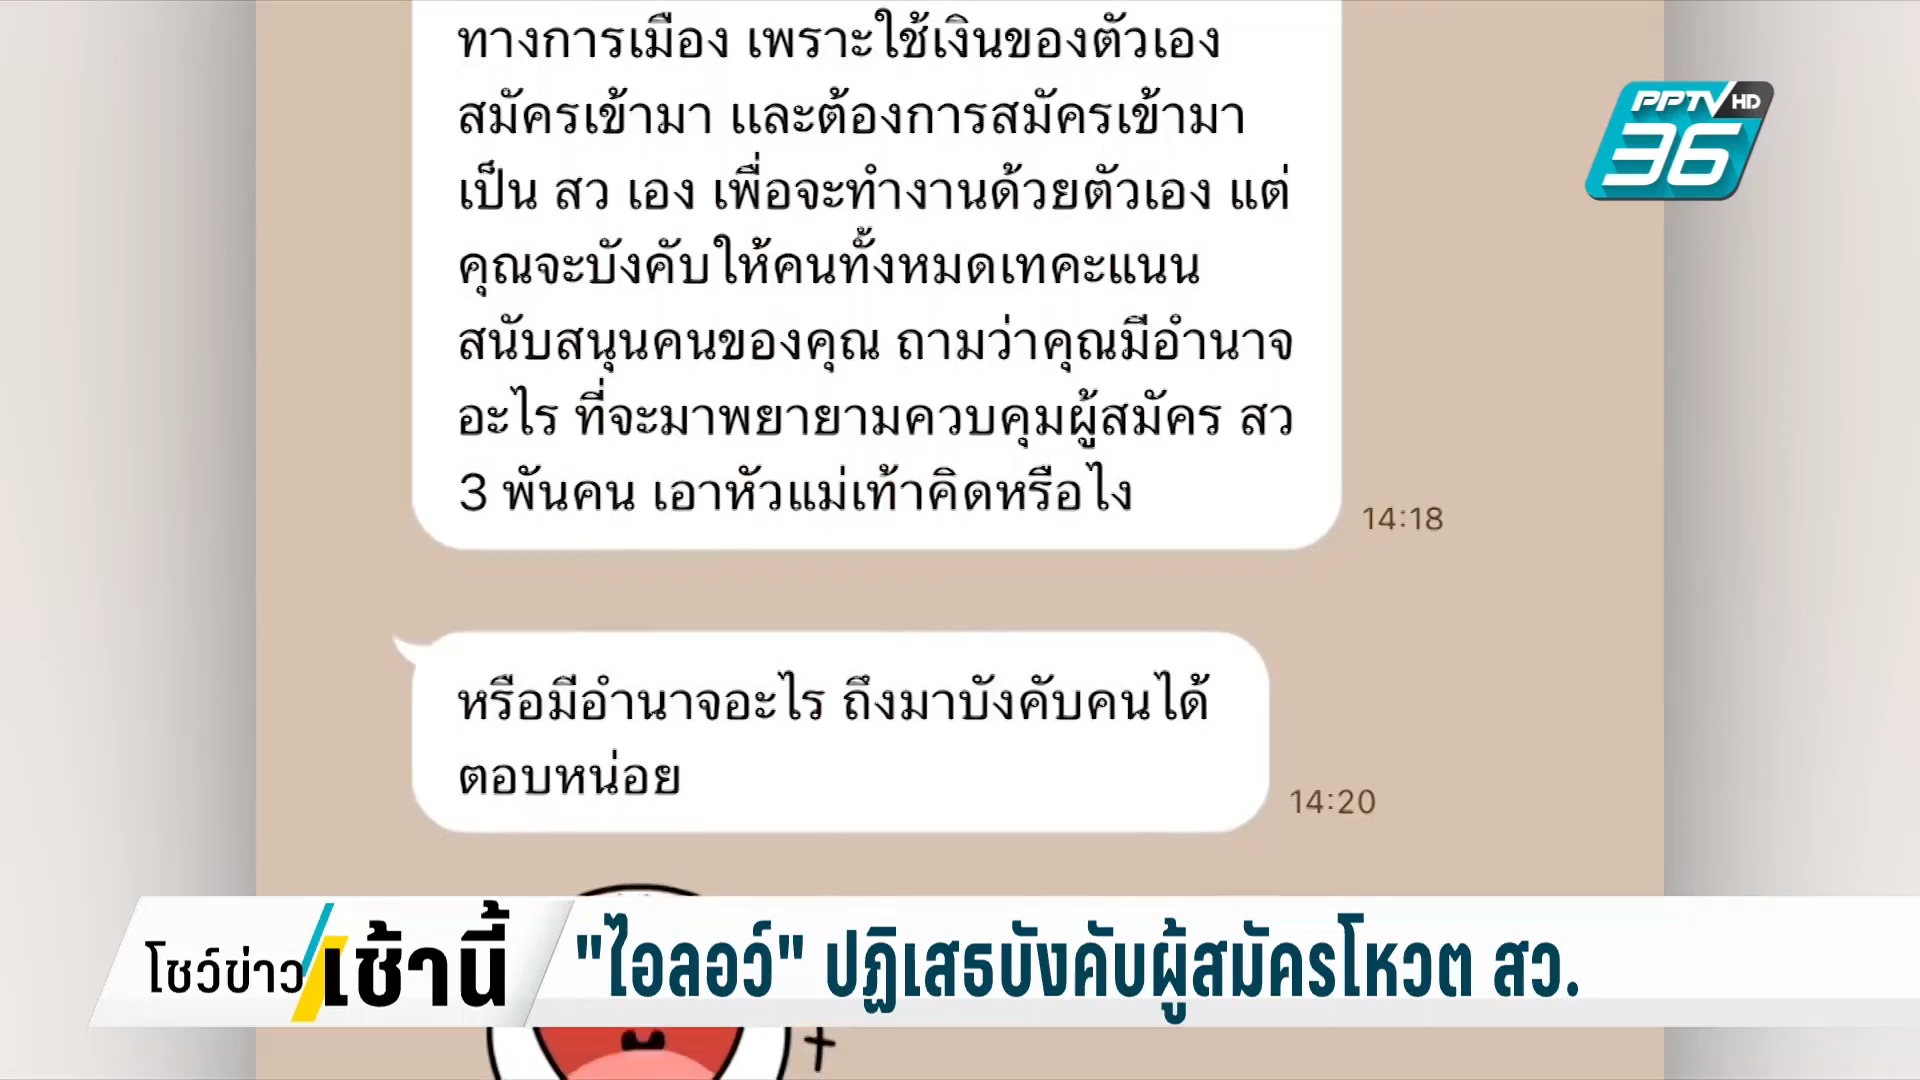 ทางการเมือง เพราะใช้เงินของตัวเอง
สมัครเข้ามา และต้องการสมัครเข้ามา
เป็น สว เอง เพื่อจะทำงานด้วยตัวเอง แต่
คุณจะบังคับให้คนทั้งหมดเทคะแนน
สนับสนุนคนของคุณ ถามว่าคุณมีอำนาจ
อะไร ที่จะมาพยายามควบคุมผู้สมัคร สว
3 พันคน เอาหัวแม่เท้าคิดหรือไง
14:18
หรือมีอำนาจอะไร ถึงมาบังคับคนได้
ตอบหน่อย
14:20
PPTV HD
36
โชว์ข่าว เช้านี้
"ไอลอว์" ปฏิเสธบังคับผู้สมัครโหวต สว.